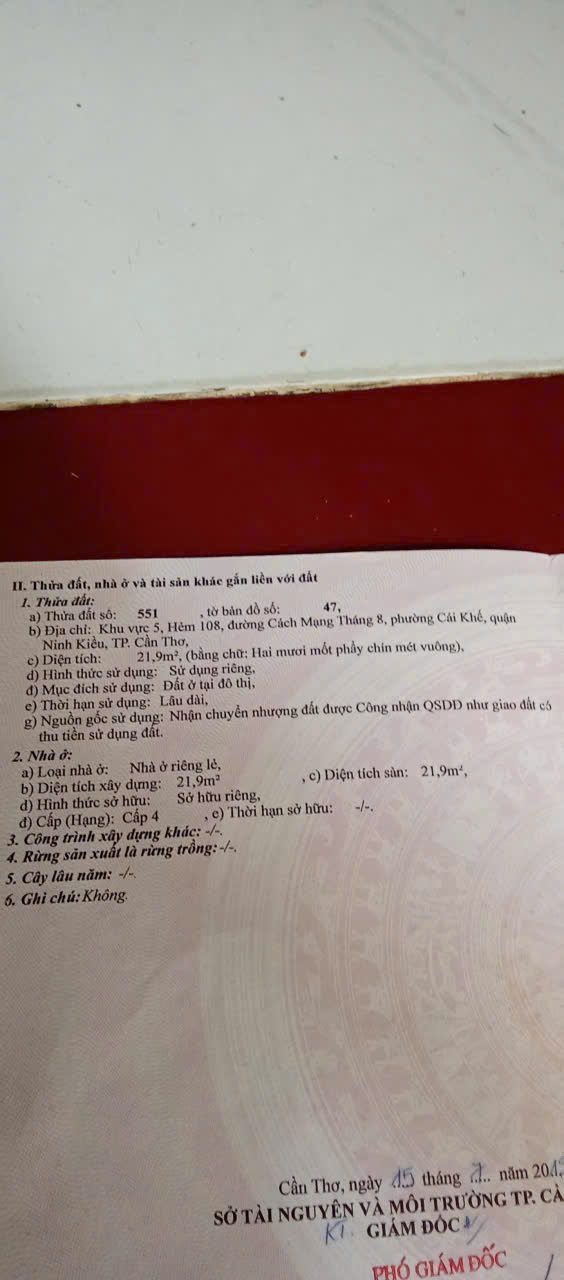 II. Thửa đất, nhà ở và tài sản khác gắn liền với đất
1. Thửa đất:
a) Thửa đất số: 551 , tờ bản đồ số: 47,
b) Địa chỉ: Khu vực 5, Hẻm 108, đường Cách Mạng Tháng 8, phường Cái Khế, quận
Ninh Kiều, TP. Cần Thơ,
c) Diện tích: 21,9m², (bằng chữ: Hai mươi mốt phẩy chín mét vuông),
d) Hình thức sử dụng: Sử dụng riêng,
đ) Mục đích sử dụng: Đất ở tại đô thị,
e) Thời hạn sử dụng: Lâu dài,
g) Nguồn gốc sử dụng: Nhận chuyển nhượng đất được Công nhận QSDĐ như giao đất có
thu tiền sử dụng đất.
2. Nhà ở:
a) Loại nhà ở: Nhà ở riêng lẻ,
b) Diện tích xây dựng: 21,9m² , c) Diện tích sàn: 21,9m²,
d) Hình thức sở hữu: Sở hữu riêng,
đ) Cấp (Hạng): Cấp 4 , e) Thời hạn sở hữu: -/-.
3. Công trình xây dựng khác: -/-.
4. Rừng sản xuất là rừng trồng: -/-.
5. Cây lâu năm: -/-.
6. Ghi chú: Không.
Cần Thơ, ngày 15 tháng năm 201
SỞ TÀI NGUYÊN VÀ MÔI TRƯỜNG TP. CẦ
KT. GIÁM ĐỐC
PHÓ GIÁM ĐỐC